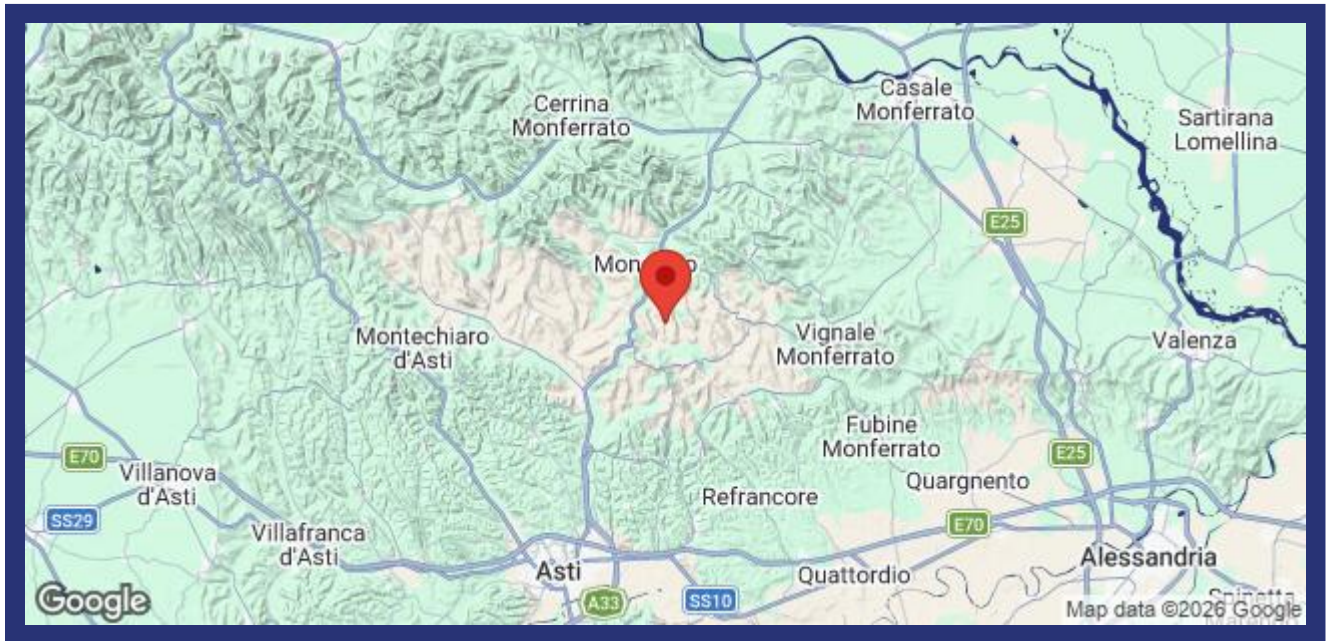 Cerrina
Monferrato
Casale
Monferrato
Sartirana
Lomellina
E25
Montechiaro
d'Asti
Vignale
Monferrato
Valenza
Fubine
Monferrato
E70
Villanova
d'Asti
E25
Refrancore
Quargnento
SS29
Villafranca
d'Asti
E70
Asti
Quattordio
Alessandria
Google
A33
SS10
Map data ©2026 Google